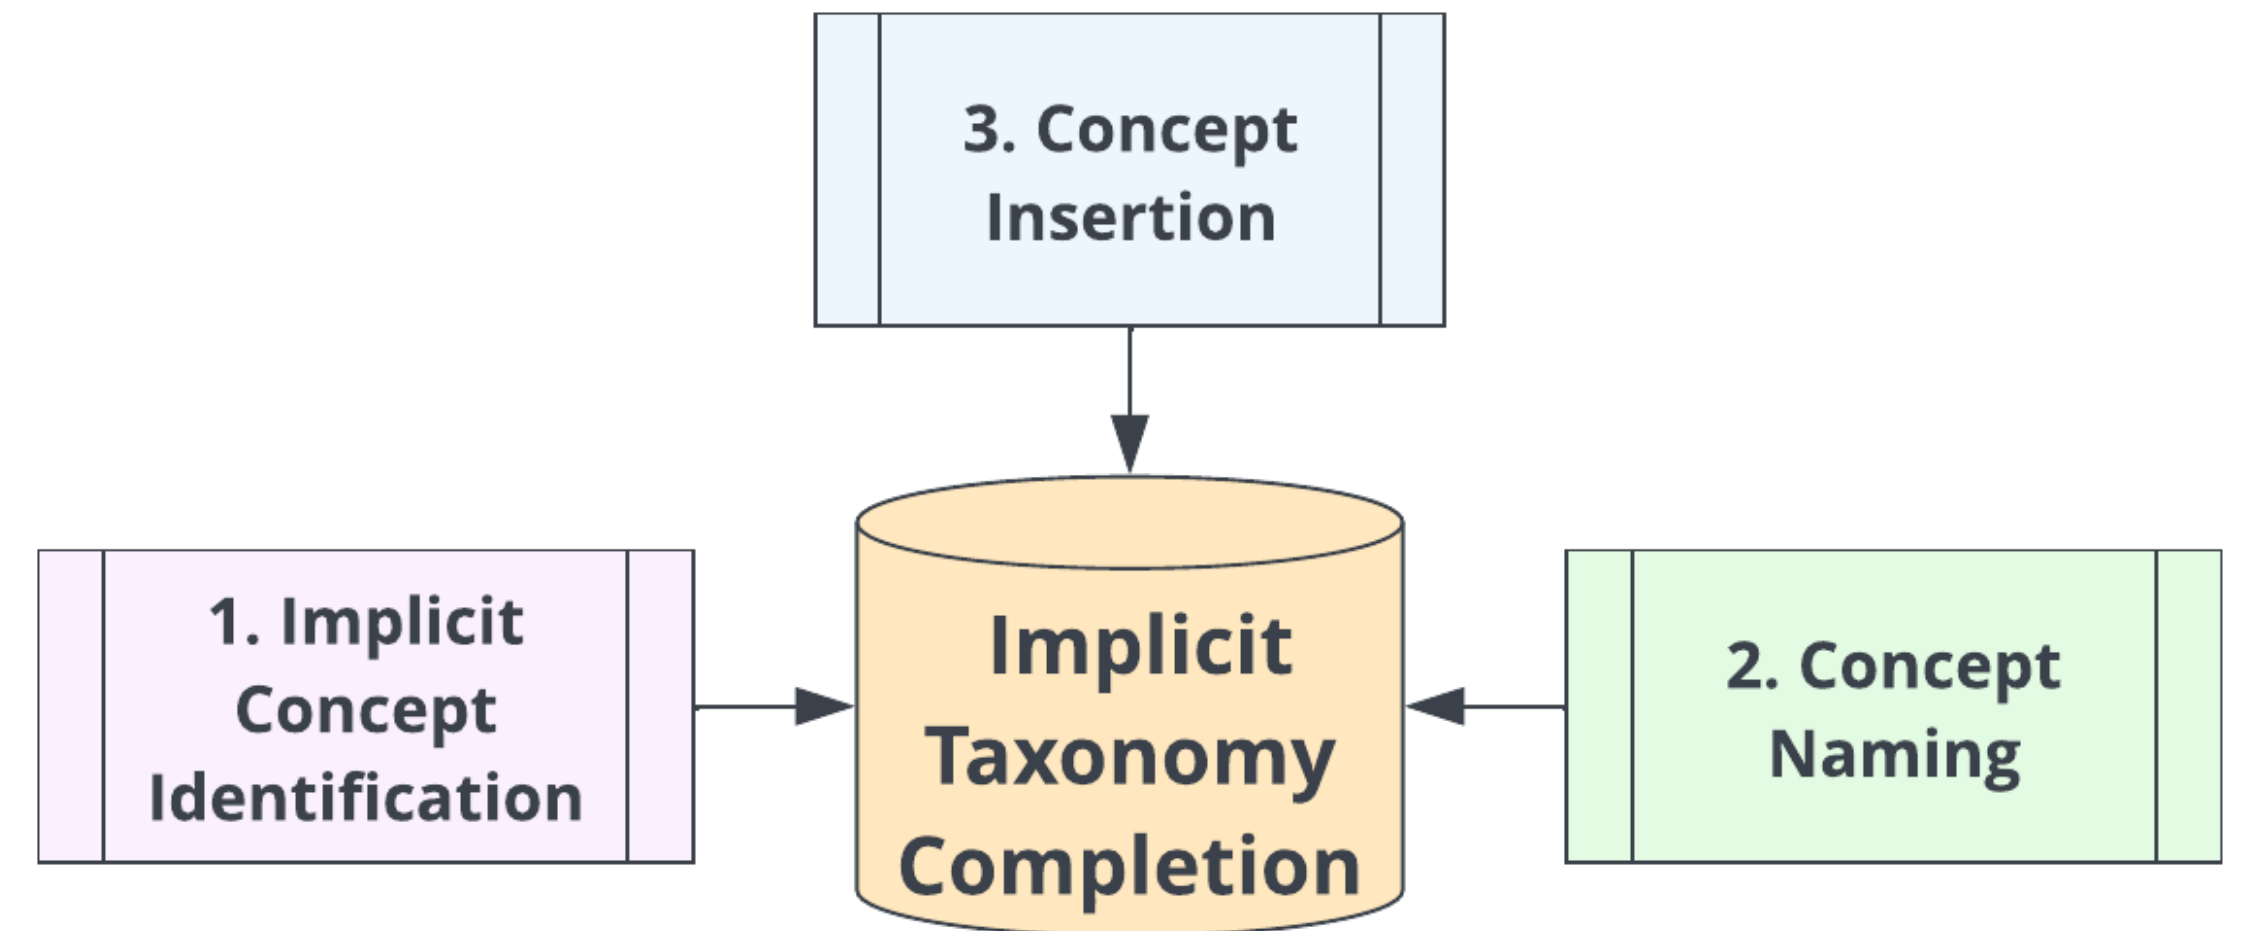 3. Concept
Insertion
1. Implicit
Concept
Identification
Implicit
Taxonomy
Completion
2. Concept
Naming